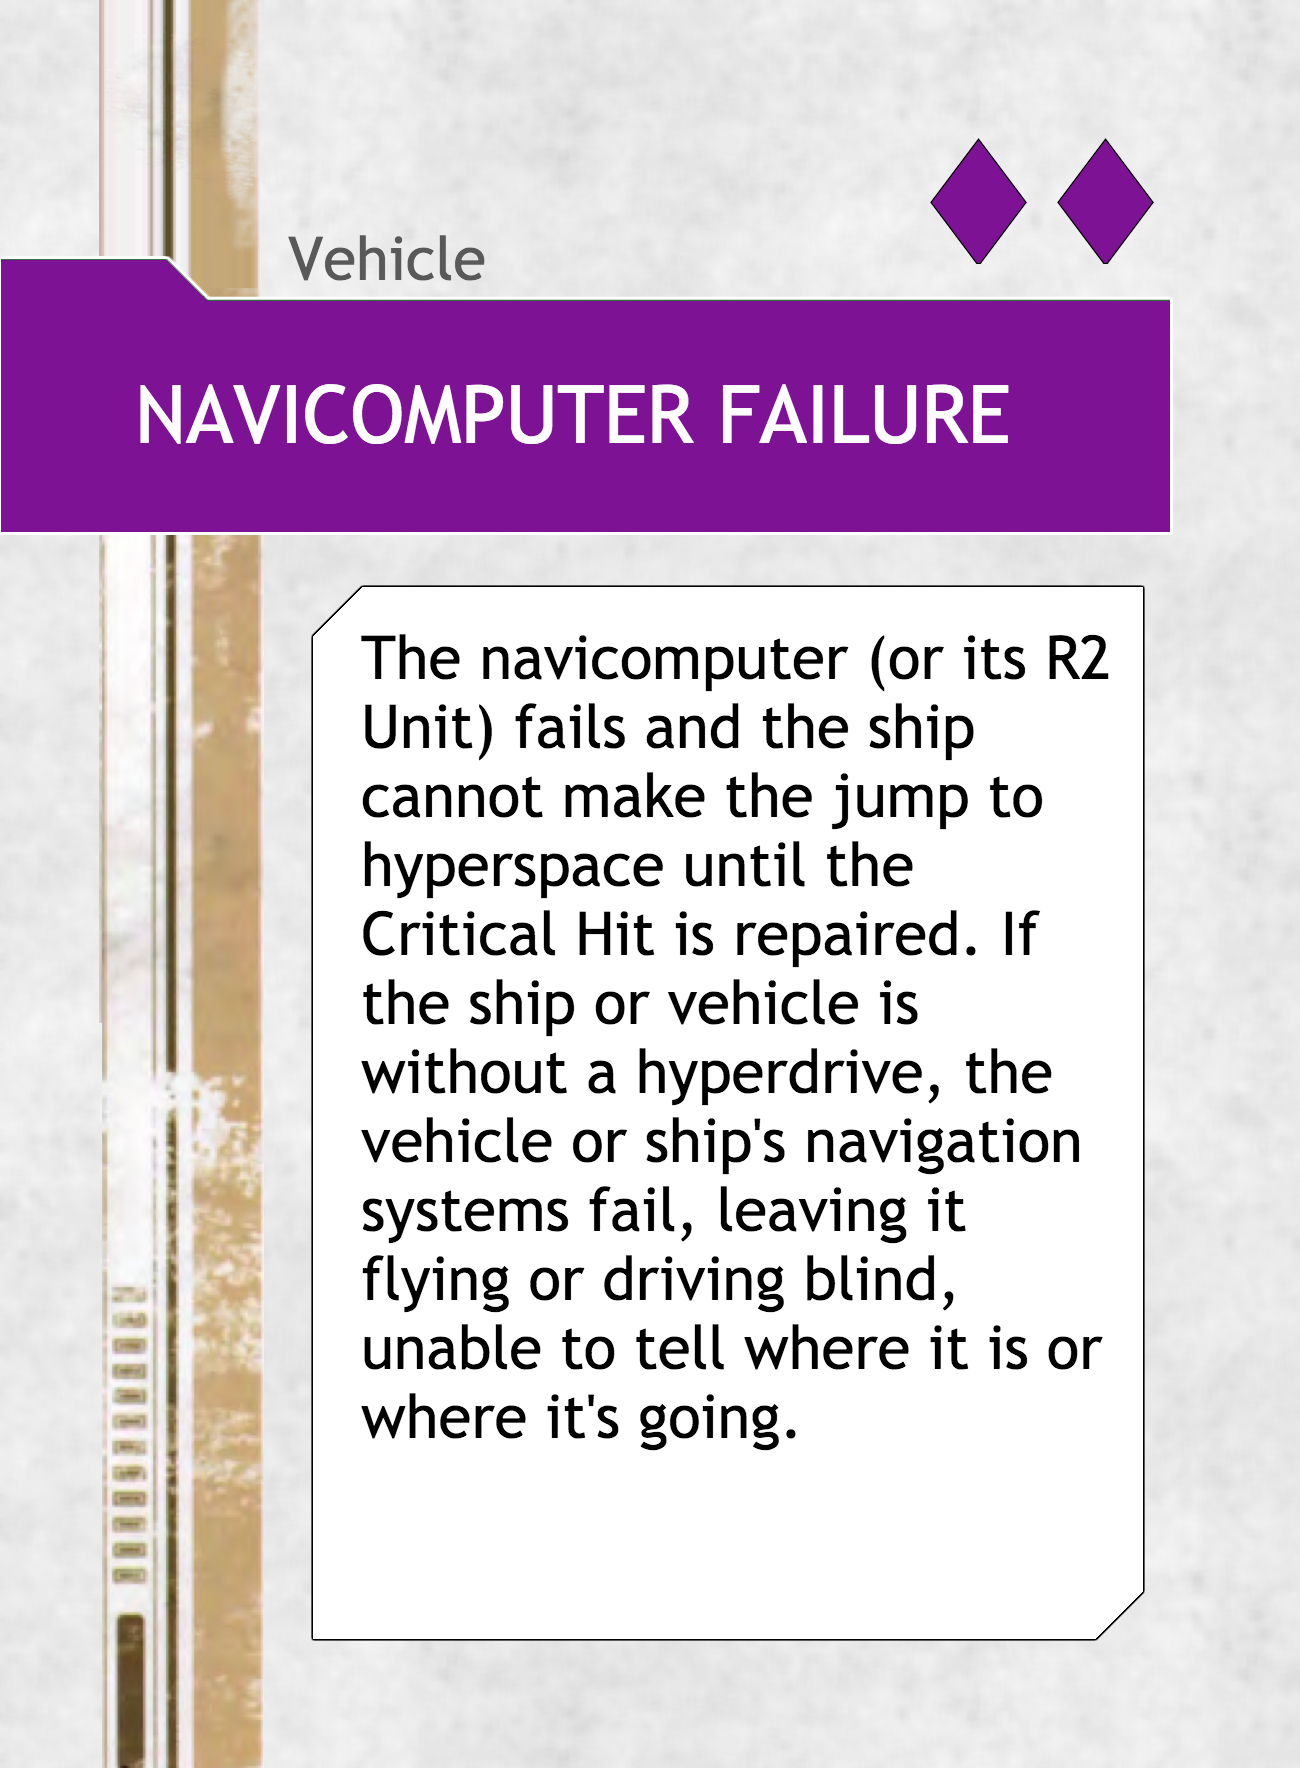 Vehicle
NAVICOMPUTER FAILURE
The navicomputer (or its R2
Unit) fails and the ship
cannot make the jump to
hyperspace until the
Critical Hit is repaired. If
the ship or vehicle is
without a hyperdrive, the
vehicle or ship's navigation
systems fail, leaving it
flying or driving blind,
unable to tell where it is or
where it's going.